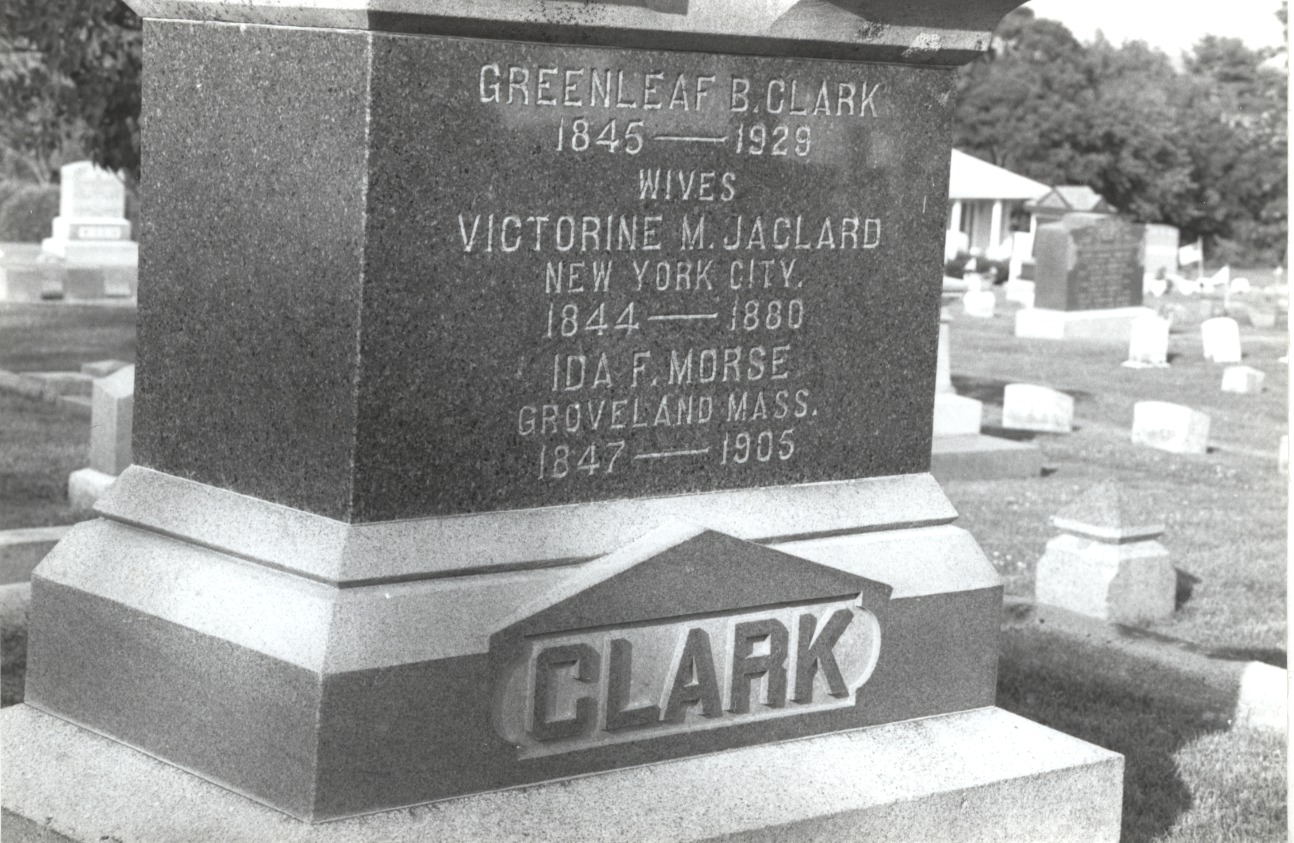 GREENLEAF B. CLARK
1845 — 1929
WIVES
VICTORINE M. JACLARD
NEW YORK CITY.
1844 — 1880
IDA F. MORSE
GROVELAND MASS.
1847 — 1905
CLARK